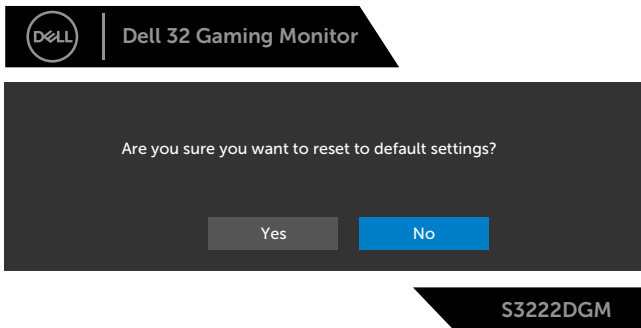 DELL
Dell 32 Gaming Monitor
Are you sure you want to reset to default settings?
Yes No
S3222DGM